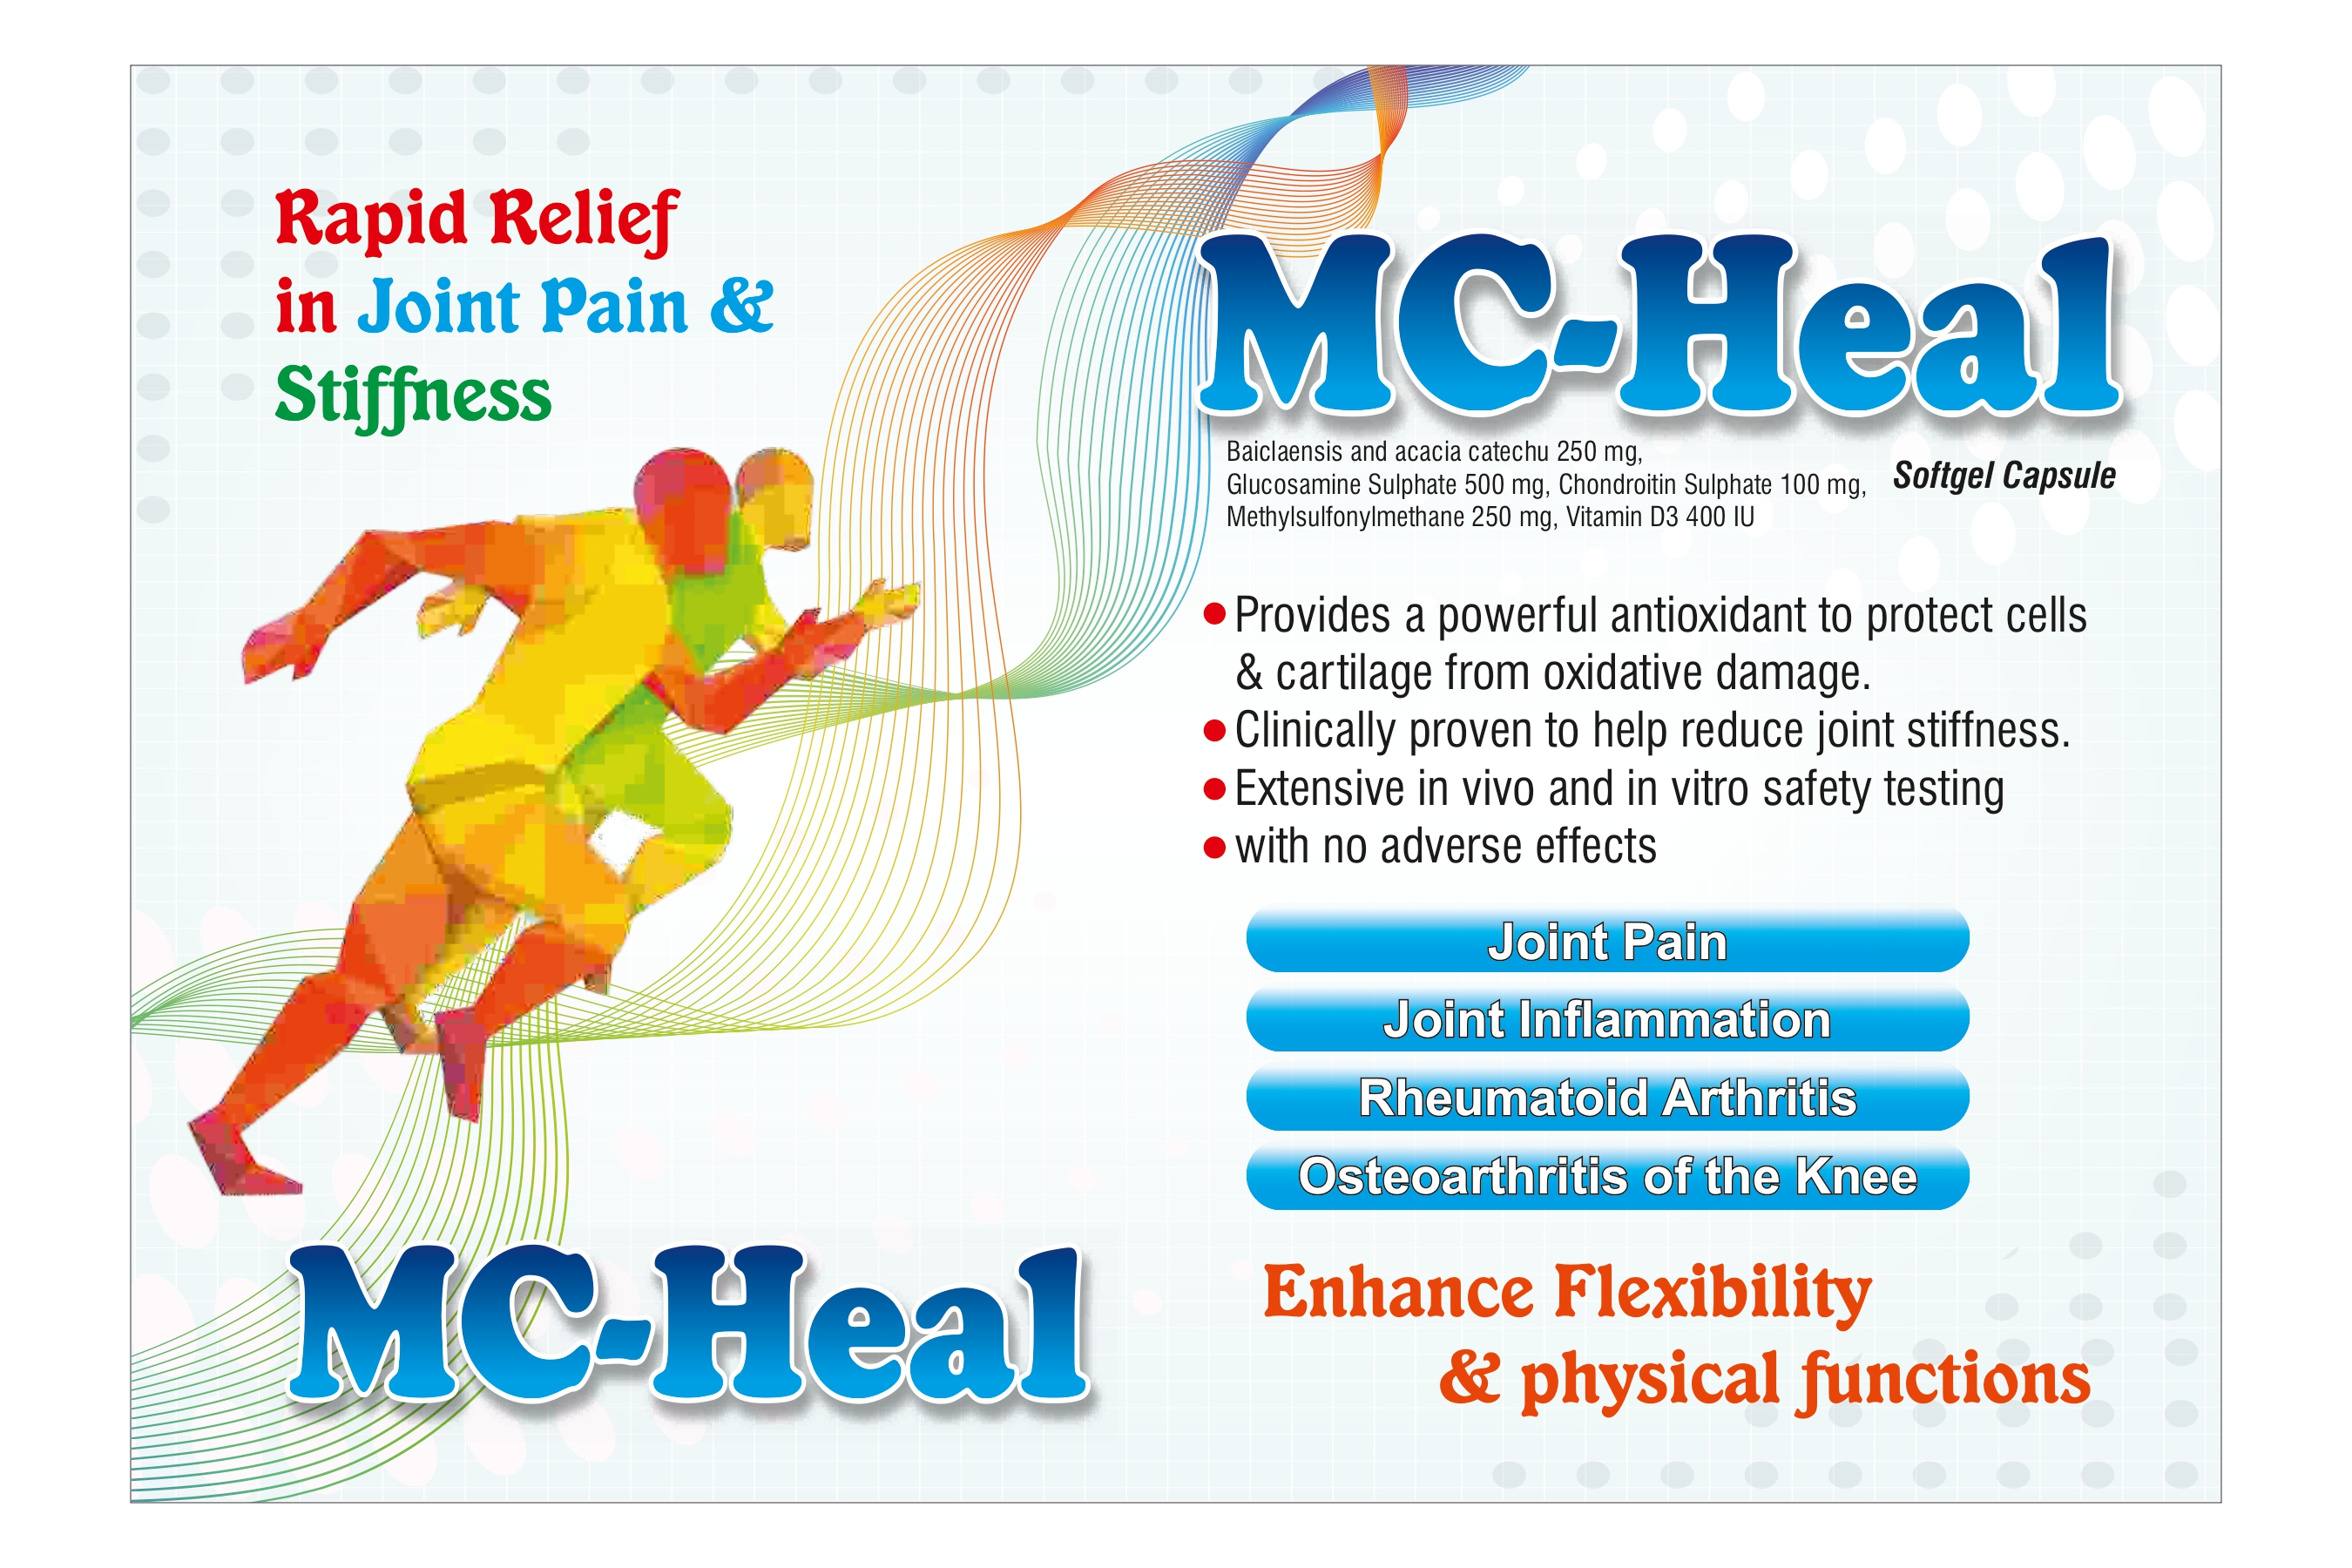 Rapid Relief
in Joint Pain &
Stiffness
MC-Heal
MC-Heal
Baiclaensis and acacia catechu 250 mg,
Glucosamine Sulphate 500 mg, Chondroitin Sulphate 100 mg,
Methylsulfonylmethane 250 mg, Vitamin D3 400 IU
Softgel Capsule
● Provides a powerful antioxidant to protect cells
& cartilage from oxidative damage.
● Clinically proven to help reduce joint stiffness.
● Extensive in vivo and in vitro safety testing
● with no adverse effects
Joint Pain
Joint Inflammation
Rheumatoid Arthritis
Osteoarthritis of the Knee
Enhance Flexibility
& physical functions